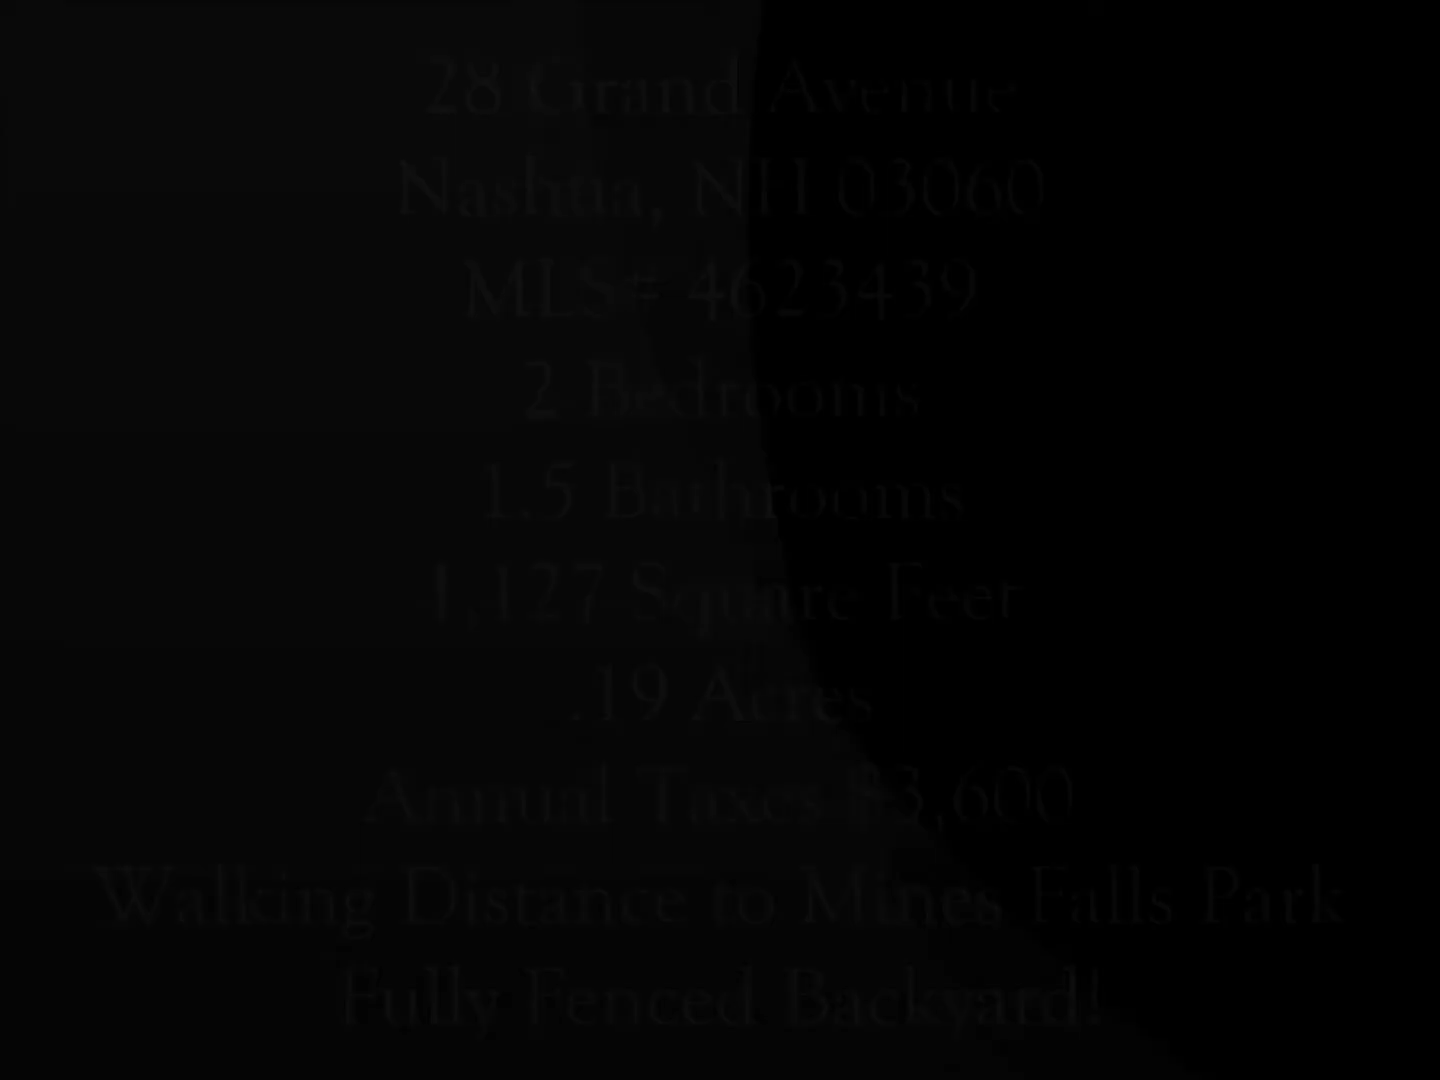 28 Grand Avenue
Nashua, NH 03060
MLS# 4623439
2 Bedrooms
1.5 Bathrooms
1,127 Square Feet
.19 Acres
Annual Taxes $3,600
Walking Distance to Mines Falls Park
Fully Fenced Backyard!